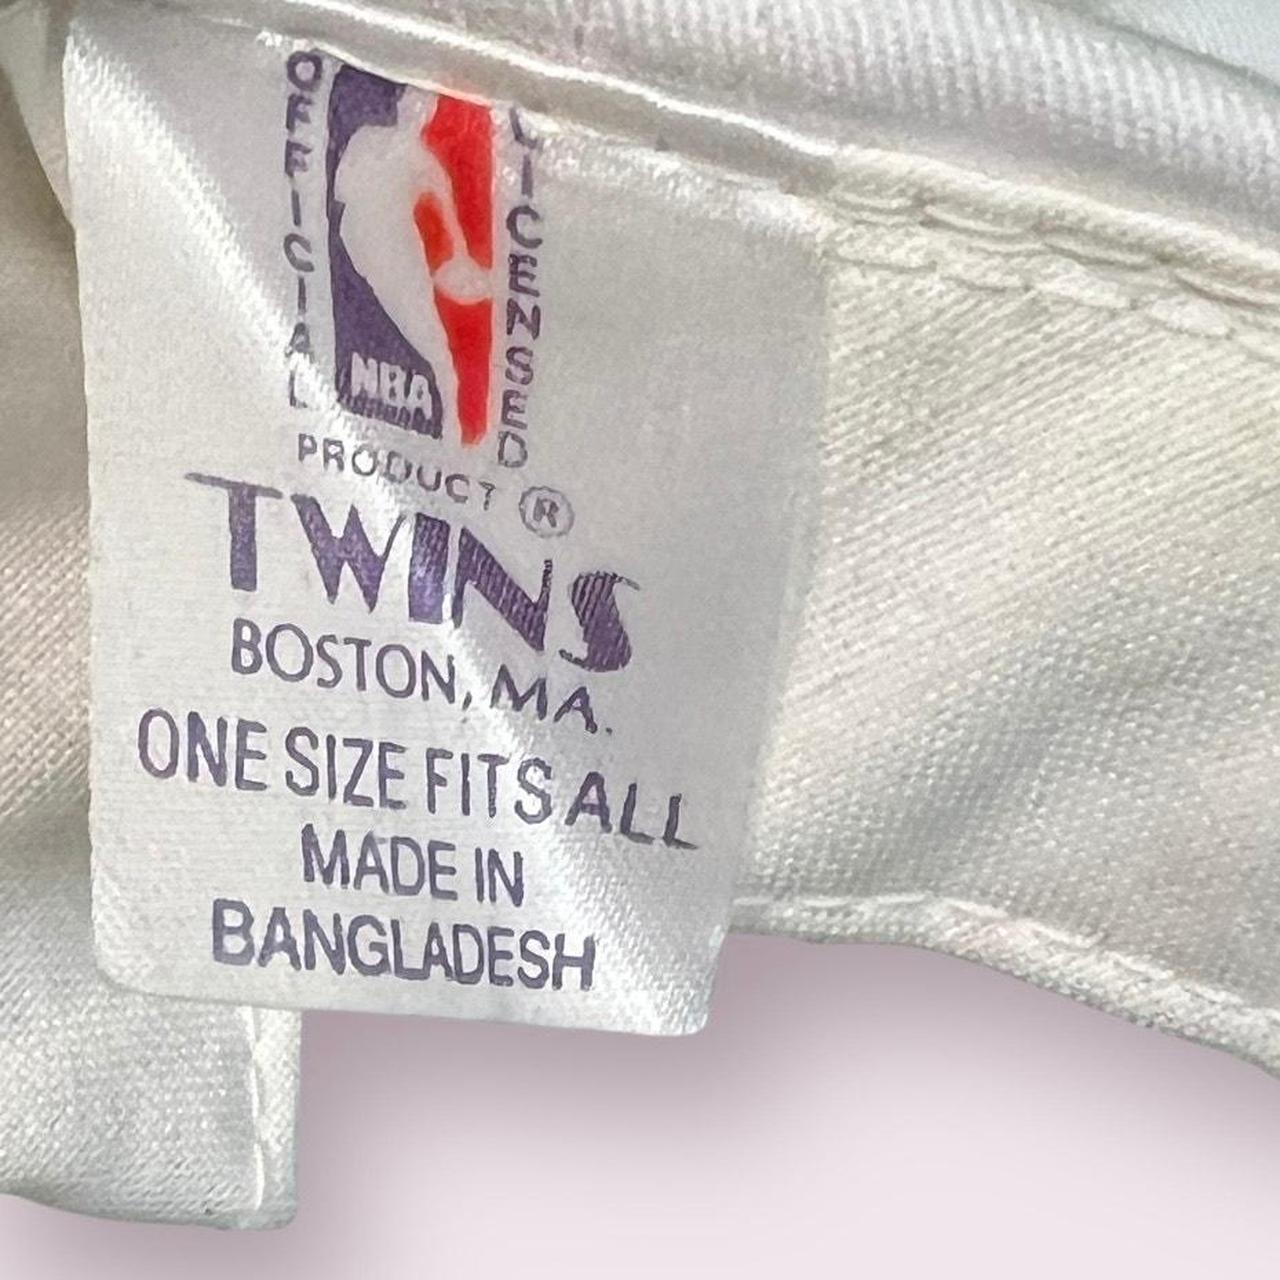 OFFICIAL
LICENSED
NBA
PRODUCT ®
TWINS
BOSTON, MA.
ONE SIZE FITS ALL
MADE IN
BANGLADESH